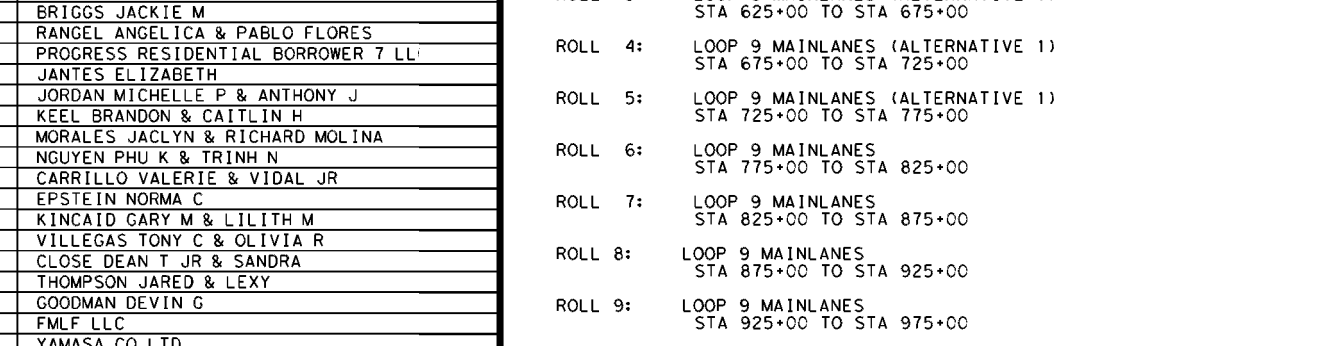 BRIGGS JACKIE M
RANGEL ANGELICA & PABLO FLORES
PROGRESS RESIDENTIAL BORROWER 7
JANTES ELIZABETH
JORDAN MICHELLE P & ANTHONY J
KEEL BRANDON & CAITLIN H
MORALES JACLYN & RICHARD MOLINA
NGUYEN PHU K & TRINH N
CARRILLO VALERIE & VIDAL JR
EPSTEIN NORMA C
KINCAID GARY M & LILITH M
VILLEGAS TONY C & OLIVIA R
CLOSE DEAN T JR & SANDRA
THOMPSON JARED & LEXY
GOODMAN DEVIN G
FMLF LLC
YAMASA CO LTD
STA 625+00 TO STA 675+00
ROLL 4: LOOP 9 MAINLANES (ALTERNATIVE 1)
STA 675+00 TO STA 725+00
ROLL 5: LOOP 9 MAINLANES (ALTERNATIVE 1)
STA 725+00 TO STA 775+00
ROLL 6: LOOP 9 MAINLANES
STA 775+00 TO STA 825+00
ROLL 7: LOOP 9 MAINLANES
STA 825+00 TO STA 875+00
ROLL 8: LOOP 9 MAINLANES
STA 875+00 TO STA 925+00
ROLL 9: LOOP 9 MAINLANES
STA 925+00 TO STA 975+00